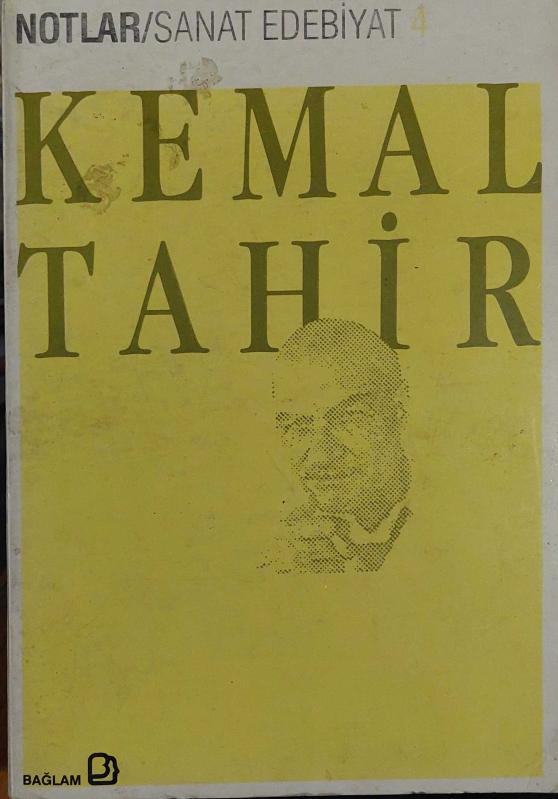 NOTLAR/SANAT EDEBİYAT 4
KEMAL
TAHİR
BAĞLAM